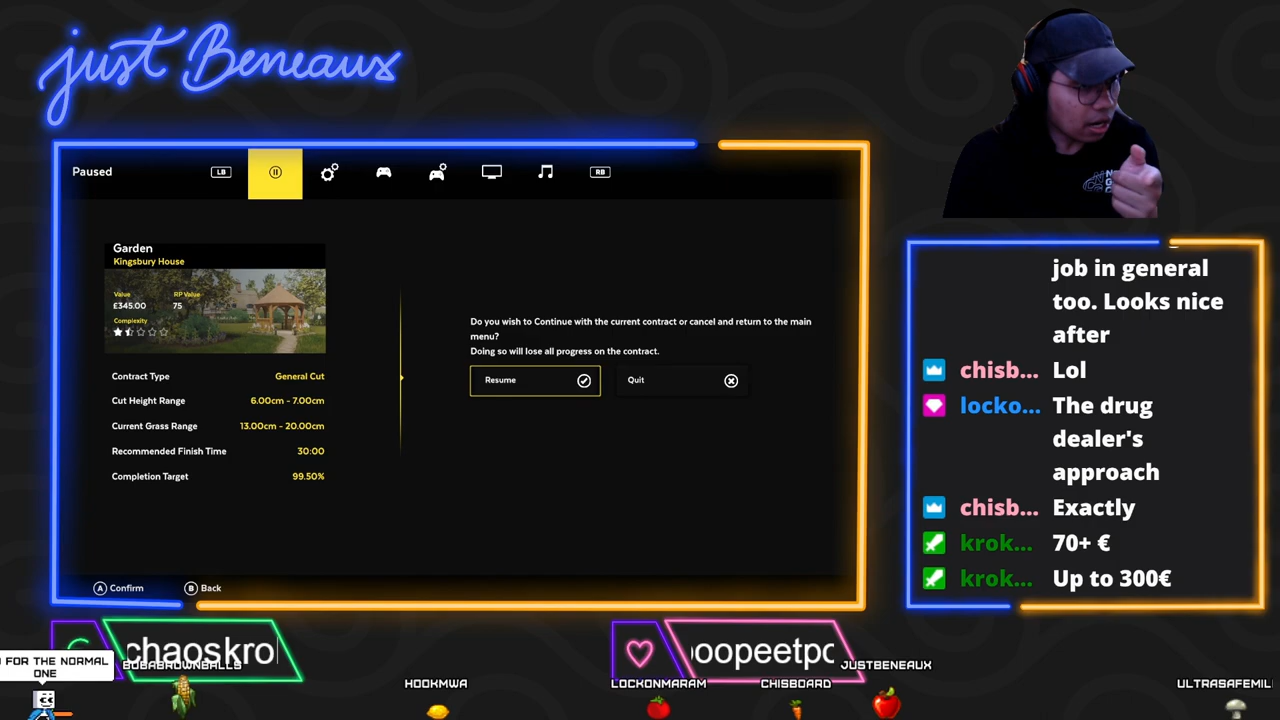 just Beneaux
Paused
LB
RB
Garden
Kingsbury House
Value
RP Value
£345.00
75
Complexity
Contract Type
General Cut
Cut Height Range
6.00cm - 7.00cm
Current Grass Range
13.00cm - 20.00cm
Recommended Finish Time
30:00
Completion Target
99.50%
Do you wish to Continue with the current contract or cancel and return to the main
menu?
Doing so will lose all progress on the contract.
Resume
Quit
A Confirm
B Back
job in general
too. Looks nice
after
chisb... Lol
locko... The drug
dealer's
approach
chisb... Exactly
krok... 70+ €
krok... Up to 300€
chaoskro
oopeetpo
FOR THE NORMAL
ONE
BOBABROWNBALLS
HOOKMWA
LOCKONMARAM
CHISBOARD
JUSTBENEAUX
ULTRASAFEMIL